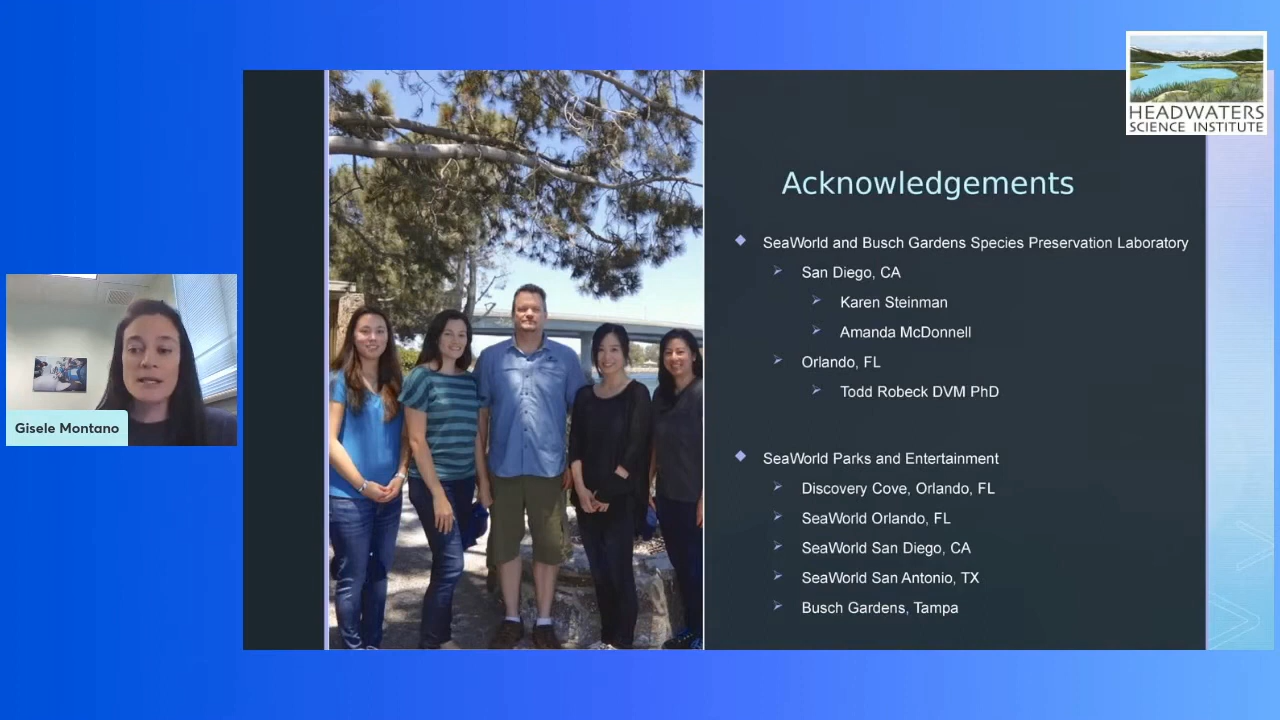 HEADWATERS
SCIENCE INSTITUTE
Acknowledgements
SeaWorld and Busch Gardens Species Preservation Laboratory
San Diego, CA
Karen Steinman
Amanda McDonnell
Orlando, FL
Todd Robeck DVM PhD
SeaWorld Parks and Entertainment
Discovery Cove, Orlando, FL
SeaWorld Orlando, FL
SeaWorld San Diego, CA
SeaWorld San Antonio, TX
Busch Gardens, Tampa
Gisele Montano